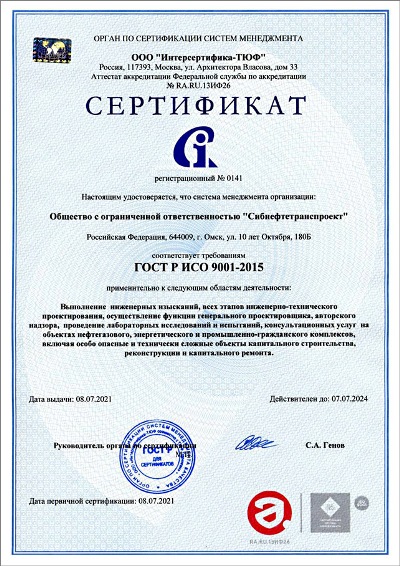 ОРГАН ПО СЕРТИФИКАЦИИ СИСТЕМ МЕНЕДЖМЕНТА
ООО "Интерсертифика-ТЮФ"
Россия, 117393, Москва, ул. Архитектора Власова, дом 33
Аттестат аккредитации Федеральной службы по аккредитации
№ RA.RU.13ИФ26
СЕРТИФИКАТ
регистрационный № 0141
Настоящим удостоверяется, что система менеджмента организации:
Общество с ограниченной ответственностью "Сибнефтетранспроект"
Российская Федерация, 644009, г. Омск, ул. 10 лет Октября, 180Б
соответствует требованиям
ГОСТ Р ИСО 9001-2015
применительно к следующим областям деятельности:
Выполнение инженерных изысканий, всех этапов инженерно-технического
проектирования, осуществление функции генерального проектировщика, авторского
надзора, проведение лабораторных исследований и испытаний, консультационных услуг на
объектах нефтегазового, энергетического и промышленно-гражданского комплексов,
включая особо опасные и технически сложные объекты капитального строительства,
реконструкции и капитального ремонта.
Дата выдачи: 08.07.2021
Действителен до: 07.07.2024
Руководитель органа по сертификации
С.А. Генов
ГОСТ Р
ДЛЯ
СЕРТИФИКАТОВ
Дата первичной сертификации: 08.07.2021
RA.RU.13ИФ26